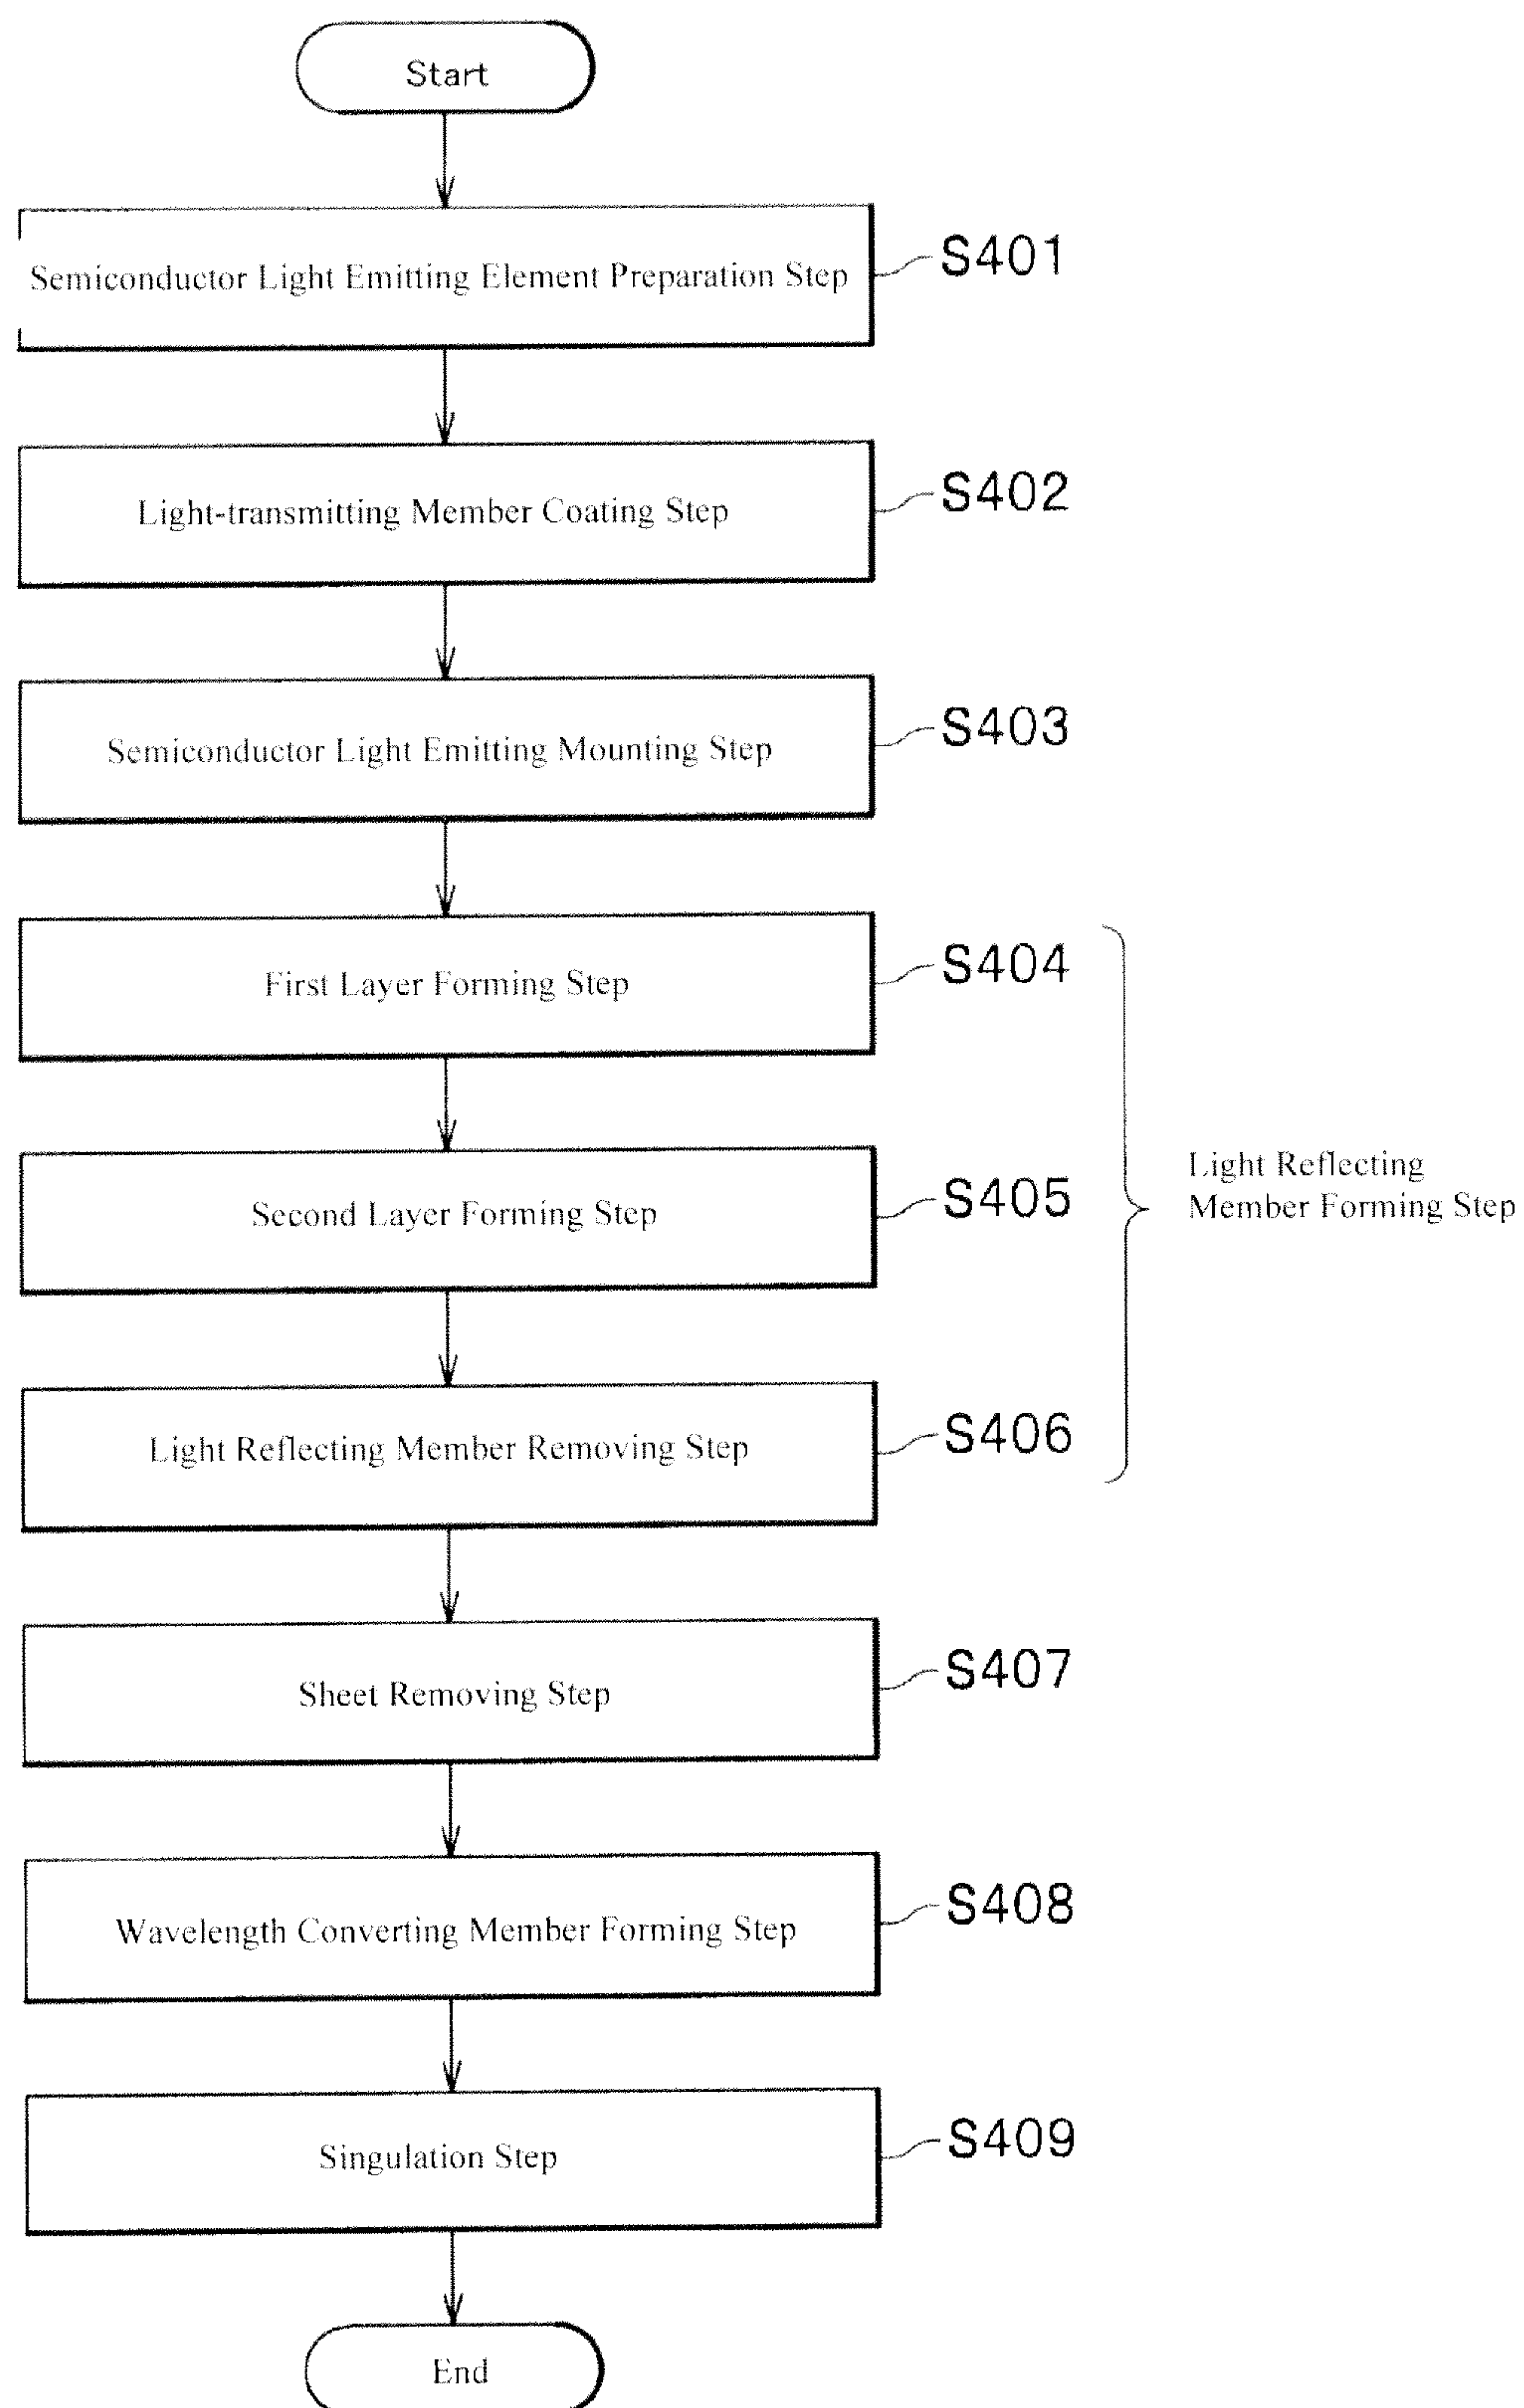 Start
Semiconductor Light Emitting Element Preparation Step
S401
Light-transmitting Member Coating Step
S402
Semiconductor Light Emitting Mounting Step
S403
First Layer Forming Step
S404
Second Layer Forming Step
S405
Light Reflecting
Member Forming Step
Light Reflecting Member Removing Step
S406
Sheet Removing Step
S407
Wavelength Converting Member Forming Step
S408
Singulation Step
S409
End